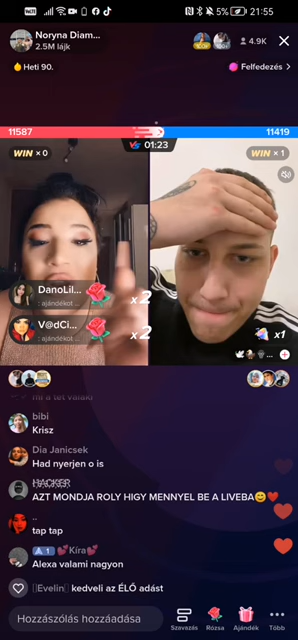 5% 21:55
Noryna Diam...
2.5M lájk
4.9K
Heti 90.
Felfedezés >
11587
11419
WIN × 0
01:23
WIN × 1
DanoLil...
: ajándékot ...
x2
V@dCi...
: ajándékot ...
x2
x1
bibi
Krisz
Dia Janicsek
Had nyerjen o is
HACKER
AZT MONDJA ROLY HIGY MENNYEL BE A LIVEBA😄❤️
..
tap tap
1 💕Kíra💕
Alexa valami nagyon
Evelin kedveli az ÉLŐ adást
Hozzászólás hozzáadása
Szavazás
Rózsa
Ajándék
Több